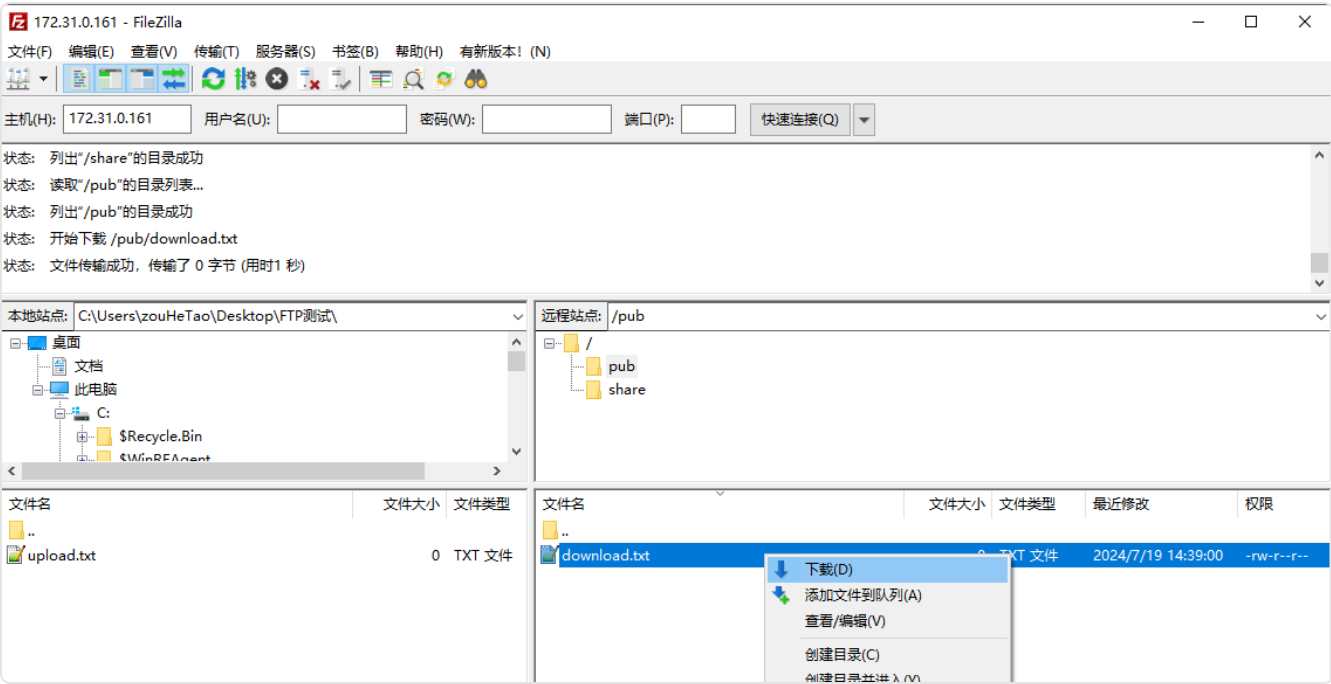 172.31.0.161 - FileZilla
文件(F) 编辑(E) 查看(V) 传输(T) 服务器(S) 书签(B) 帮助(H) 有新版本! (N)
主机(H): 172.31.0.161 用户名(U): 密码(W): 端口(P): 快速连接(Q)
状态: 列出“/share”的目录成功
状态: 读取“/pub”的目录列表...
状态: 列出“/pub”的目录成功
状态: 开始下载 /pub/download.txt
状态: 文件传输成功，传输了 0 字节 (用时1 秒)
本地站点: C:\Users\zouHeTao\Desktop\FTP测试\
桌面
文档
此电脑
C:
$Recycle.Bin
$WinREAgent
远程站点: /pub
/
pub
share
文件名 文件大小 文件类型
..
upload.txt 0 TXT 文件
文件名 文件大小 文件类型 最近修改 权限
..
download.txt 0 TXT 文件 2024/7/19 14:39:00 -rw-r--r--
下载(D)
添加文件到队列(A)
查看/编辑(V)
创建目录(C)
创建目录并进入(Y)